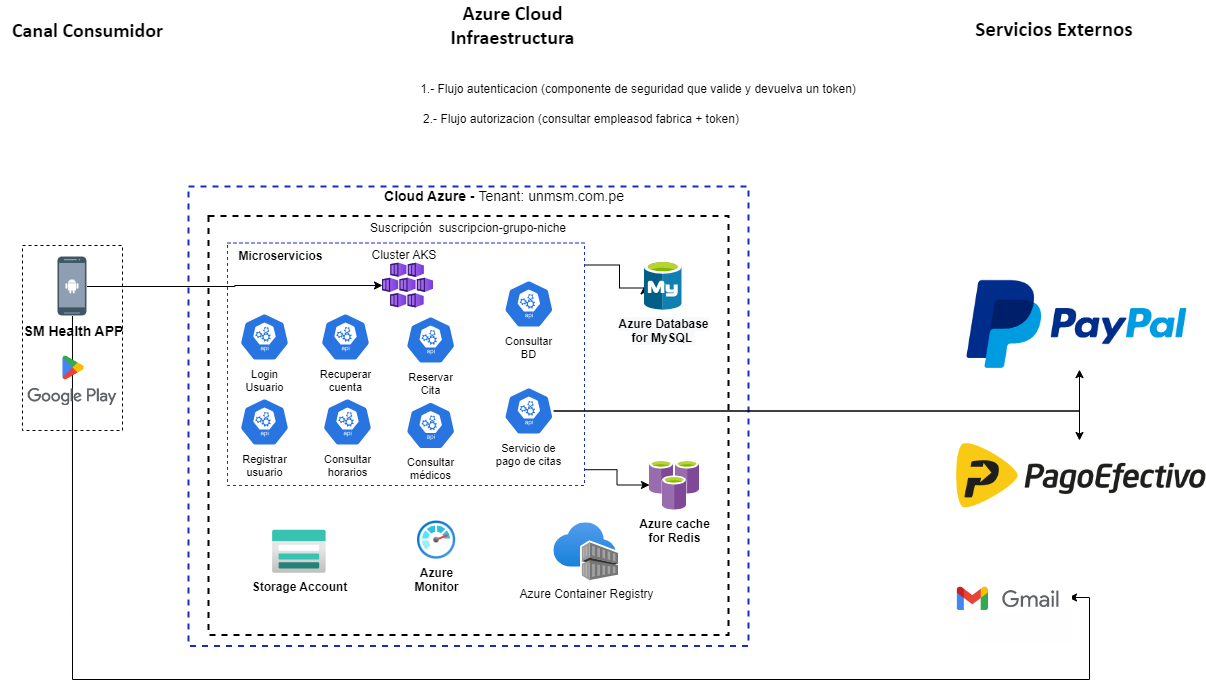 Canal Consumidor
Azure Cloud
Infraestructura
Servicios Externos
1.- Flujo autenticacion (componente de seguridad que valide y devuelva un token)
2.- Flujo autorizacion (consultar empleasod fabrica + token)
Cloud Azure - Tenant: unmsm.com.pe
Suscripción suscripcion-grupo-niche
Microservicios
Cluster AKS
SM Health APP
Google Play
api
Login
Usuario
api
Recuperar
cuenta
api
Reservar
Cita
api
Consultar
BD
api
Registrar
usuario
api
Consultar
horarios
api
Consultar
médicos
api
Servicio de
pago de citas
My
Azure Database
for MySQL
Azure cache
for Redis
Storage Account
Azure
Monitor
Azure Container Registry
PayPal
PagoEfectivo
Gmail